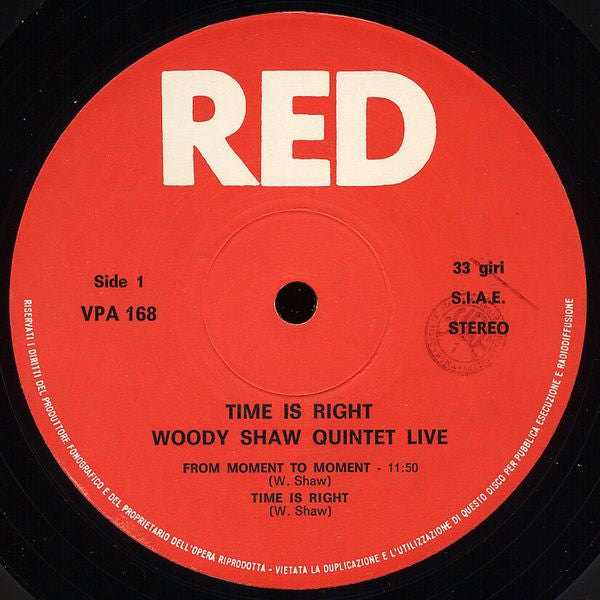 RED
Side 1
VPA 168
33 giri
S.I.A.E.
STEREO
TIME IS RIGHT
WOODY SHAW QUINTET LIVE
FROM MOMENT TO MOMENT - 11:50
(W. Shaw)
TIME IS RIGHT
(W. Shaw)
RISERVATI I DIRITTI DEL PRODUTTORE FONOGRAFICO E DEL PROPRIETARIO DELL'OPERA RIPRODOTTA - VIETATA LA DUPLICAZIONE E L'UTILIZZAZIONE DI QUESTO DISCO PER PUBBLICA ESECUZIONE E RADIODIFFUSIONE